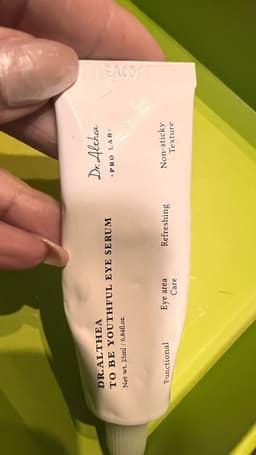 Dr. Althea
·PRO LAB·
DR.ALTHEA
TO BE YOUTHFUL EYE SERUM
Net wt. 25ml / 0.84fl.oz.
Functional
Eye area
Care
Refreshing
Non-sticky
Texture